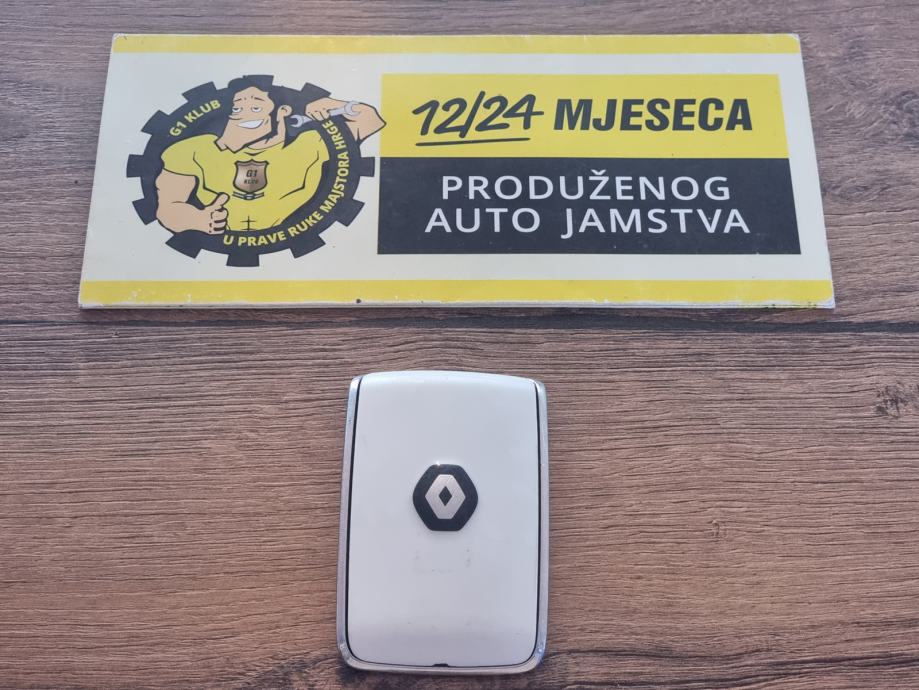 G1 KLUB
G1
KLUB
U PRAVE RUKE MAJSTORA HRGE
12/24 MJESECA
PRODUŽENOG
AUTO JAMSTVA